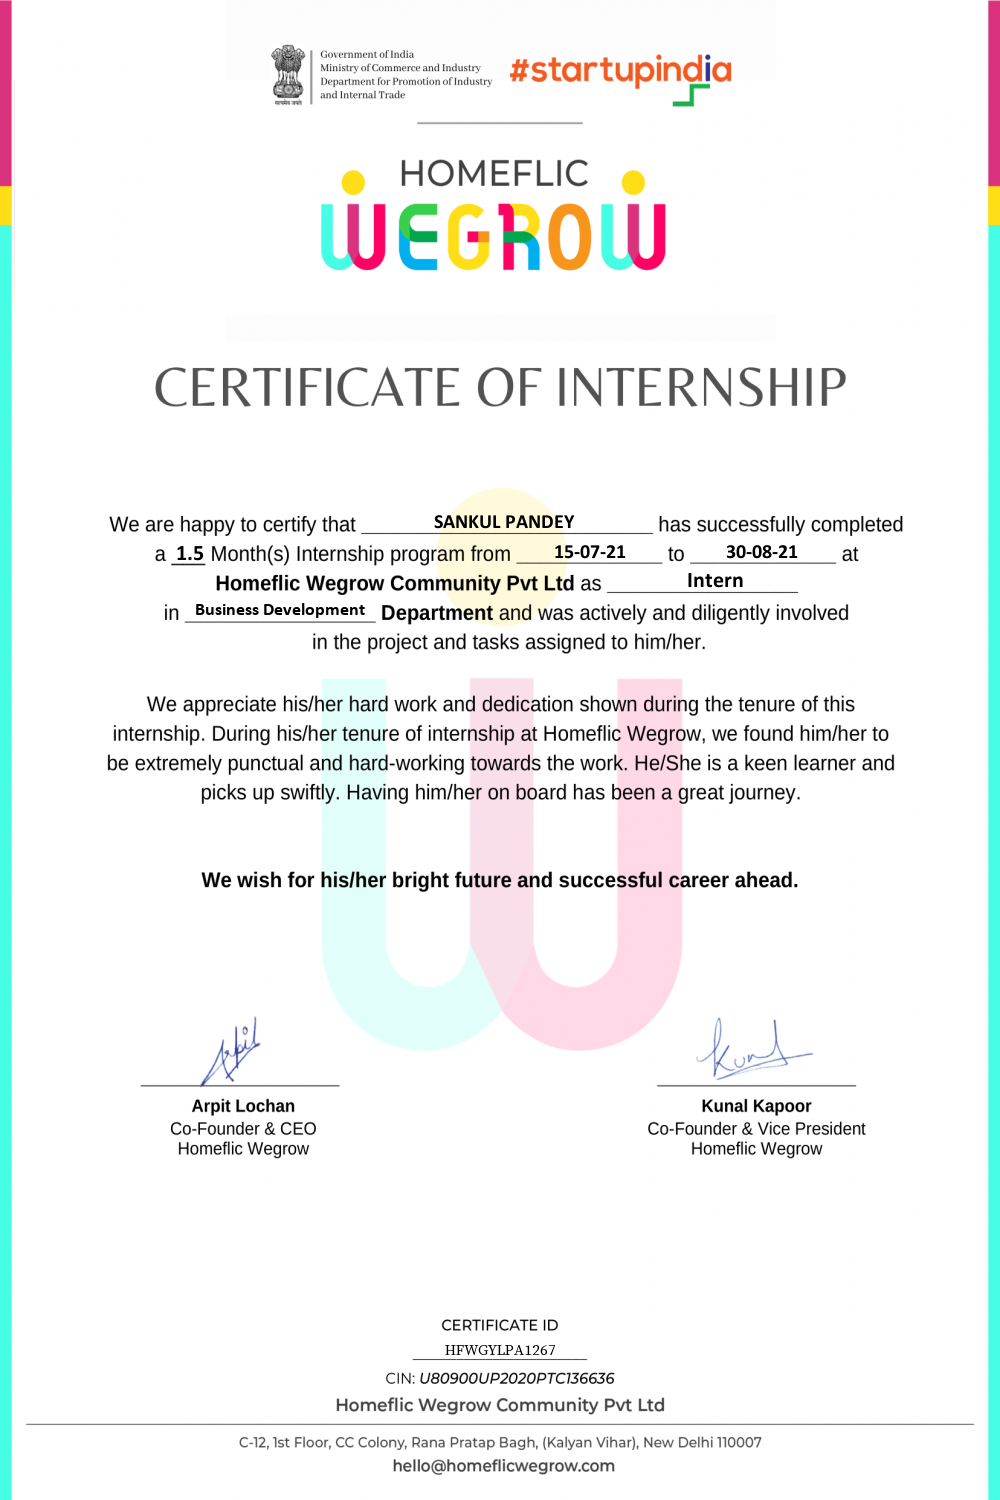 Government of India
Ministry of Commerce and Industry
Department for Promotion of Industry
and Internal Trade
सत्यमेव जयते
#startupindia
HOMEFLIC
WEGROW
CERTIFICATE OF INTERNSHIP
We are happy to certify that SANKUL PANDEY has successfully completed
a 1.5 Month(s) Internship program from 15-07-21 to 30-08-21 at
Homeflic Wegrow Community Pvt Ltd as Intern
in Business Development Department and was actively and diligently involved
in the project and tasks assigned to him/her.
We appreciate his/her hard work and dedication shown during the tenure of this
internship. During his/her tenure of internship at Homeflic Wegrow, we found him/her to
be extremely punctual and hard-working towards the work. He/She is a keen learner and
picks up swiftly. Having him/her on board has been a great journey.
We wish for his/her bright future and successful career ahead.
Arpit
Kunal
Arpit Lochan
Co-Founder & CEO
Homeflic Wegrow
Kunal Kapoor
Co-Founder & Vice President
Homeflic Wegrow
CERTIFICATE ID
HFWGYLPA1267
CIN: U80900UP2020PTC136636
Homeflic Wegrow Community Pvt Ltd
C-12, 1st Floor, CC Colony, Rana Pratap Bagh, (Kalyan Vihar), New Delhi 110007
hello@homeflicwegrow.com